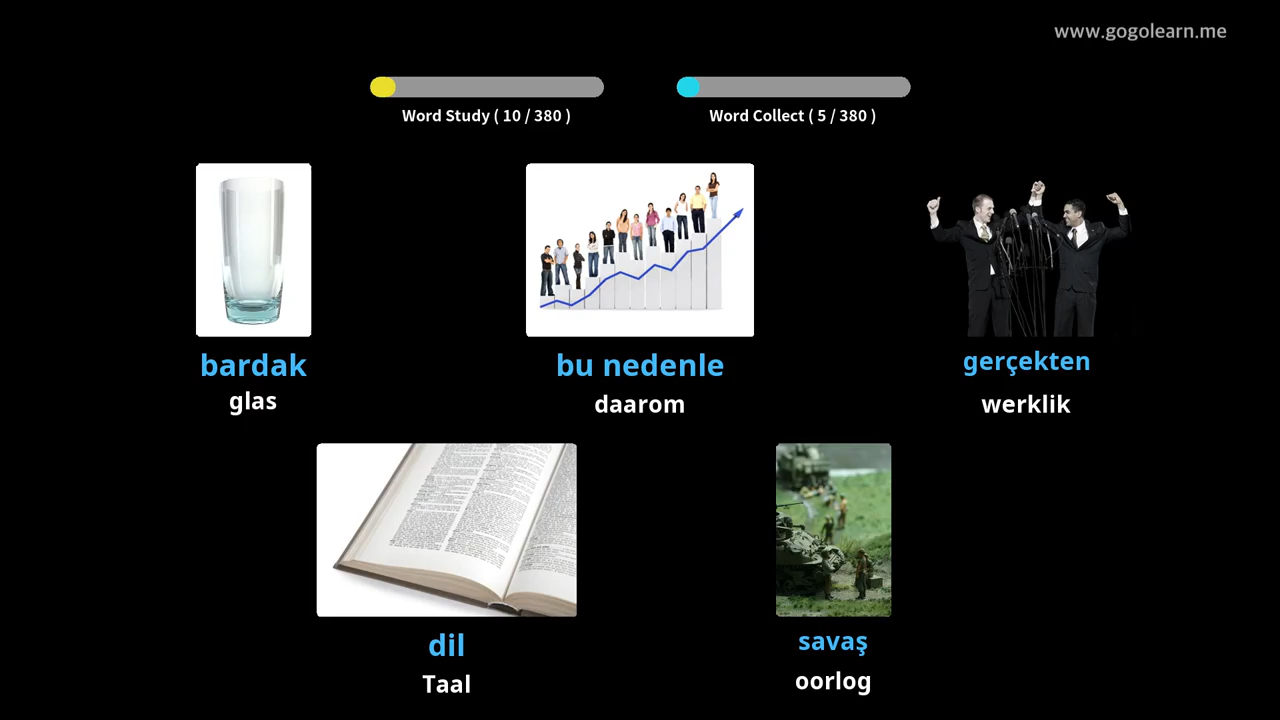 www.gogolearn.me
Word Study ( 10 / 380 )
Word Collect ( 5 / 380 )
bardak
glas
bu nedenle
daarom
gerçekten
werklik
dil
Taal
savaş
oorlog